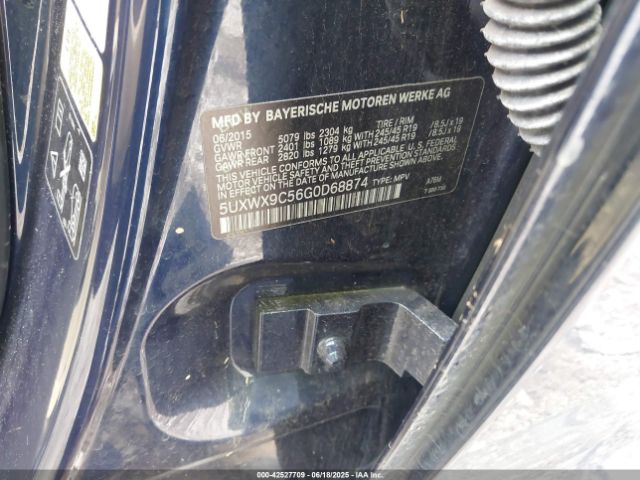 MFD BY BAYERISCHE MOTOREN WERKE AG
06/2015 5079 lbs 2304 kg TIRE / RIM
GVWR
GAWR/FRONT 2401 lbs 1089 kg WITH 245/45 R19 /8.5J x 19
GAWR REAR 2820 lbs 1279 kg WITH 245/45 R19 /8.5J x 19
THIS VEHICLE CONFORMS TO ALL APPLICABLE U.S. FEDERAL
MOTOR VEHICLE SAFETY AND THEFT PREVENTION STANDARDS
IN EFFECT ON THE DATE OF MANUFACTURE SHOWN ABOVE.
5UXWX9C56G0D68874 TYPE: MPV
000-42527709 - 06/18/2025 - IAAI.COM